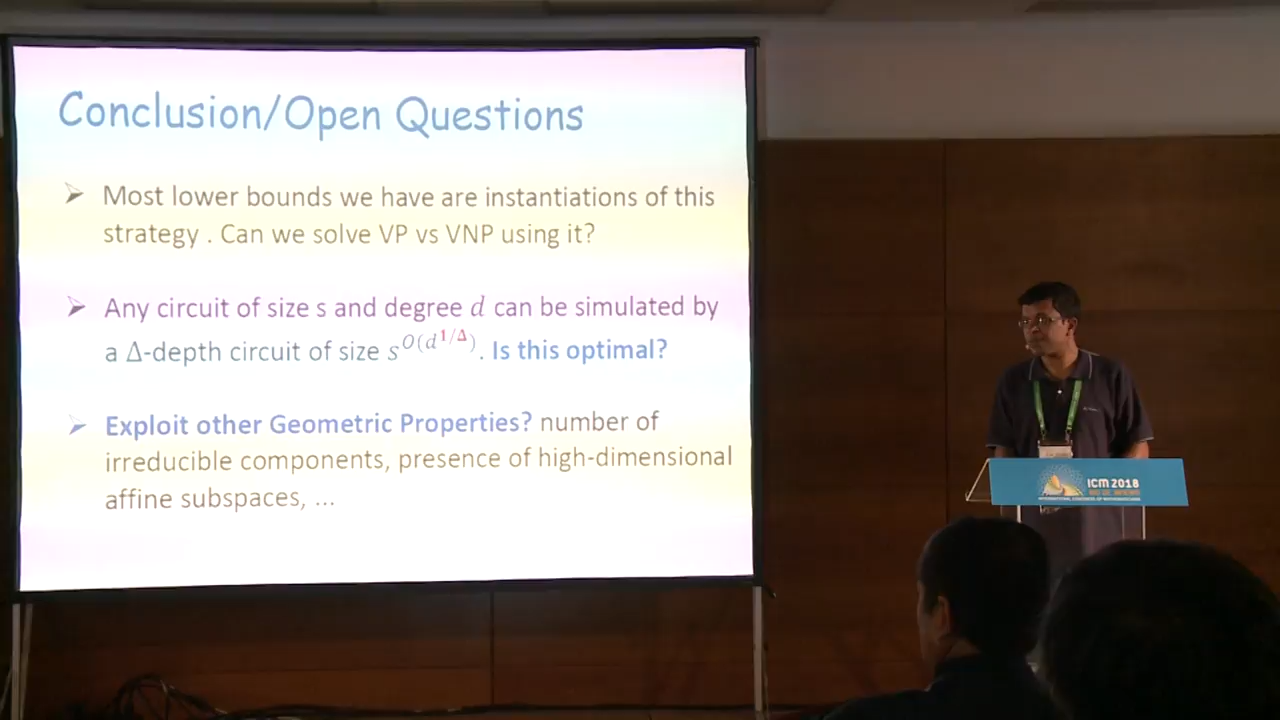 Conclusion/Open Questions
➢ Most lower bounds we have are instantiations of this
strategy . Can we solve VP vs VNP using it?
➢ Any circuit of size s and degree d can be simulated by
a Δ-depth circuit of size s^{O(d^{1/Δ})}. Is this optimal?
➢ Exploit other Geometric Properties? number of
irreducible components, presence of high-dimensional
affine subspaces, ...
ICM 2018